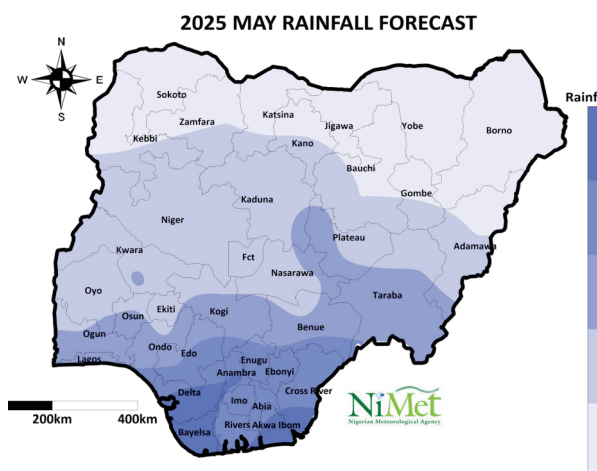 2025 MAY RAINFALL FORECAST
N
W E
S
Rainf
Sokoto
Zamfara
Katsina
Jigawa
Yobe
Borno
Kebbi
Kano
Bauchi
Gombe
Kaduna
Niger
Plateau
Adamawa
Kwara
Fct
Nasarawa
Taraba
Oyo
Osun
Ekiti
Kogi
Benue
Ogun
Ondo
Edo
Lagos
Enugu
Anambra
Ebonyi
Delta
Cross River
Imo
Abia
Bayelsa
Rivers
Akwa Ibom
NiMet
Nigerian Meteorological Agency
200km 400km